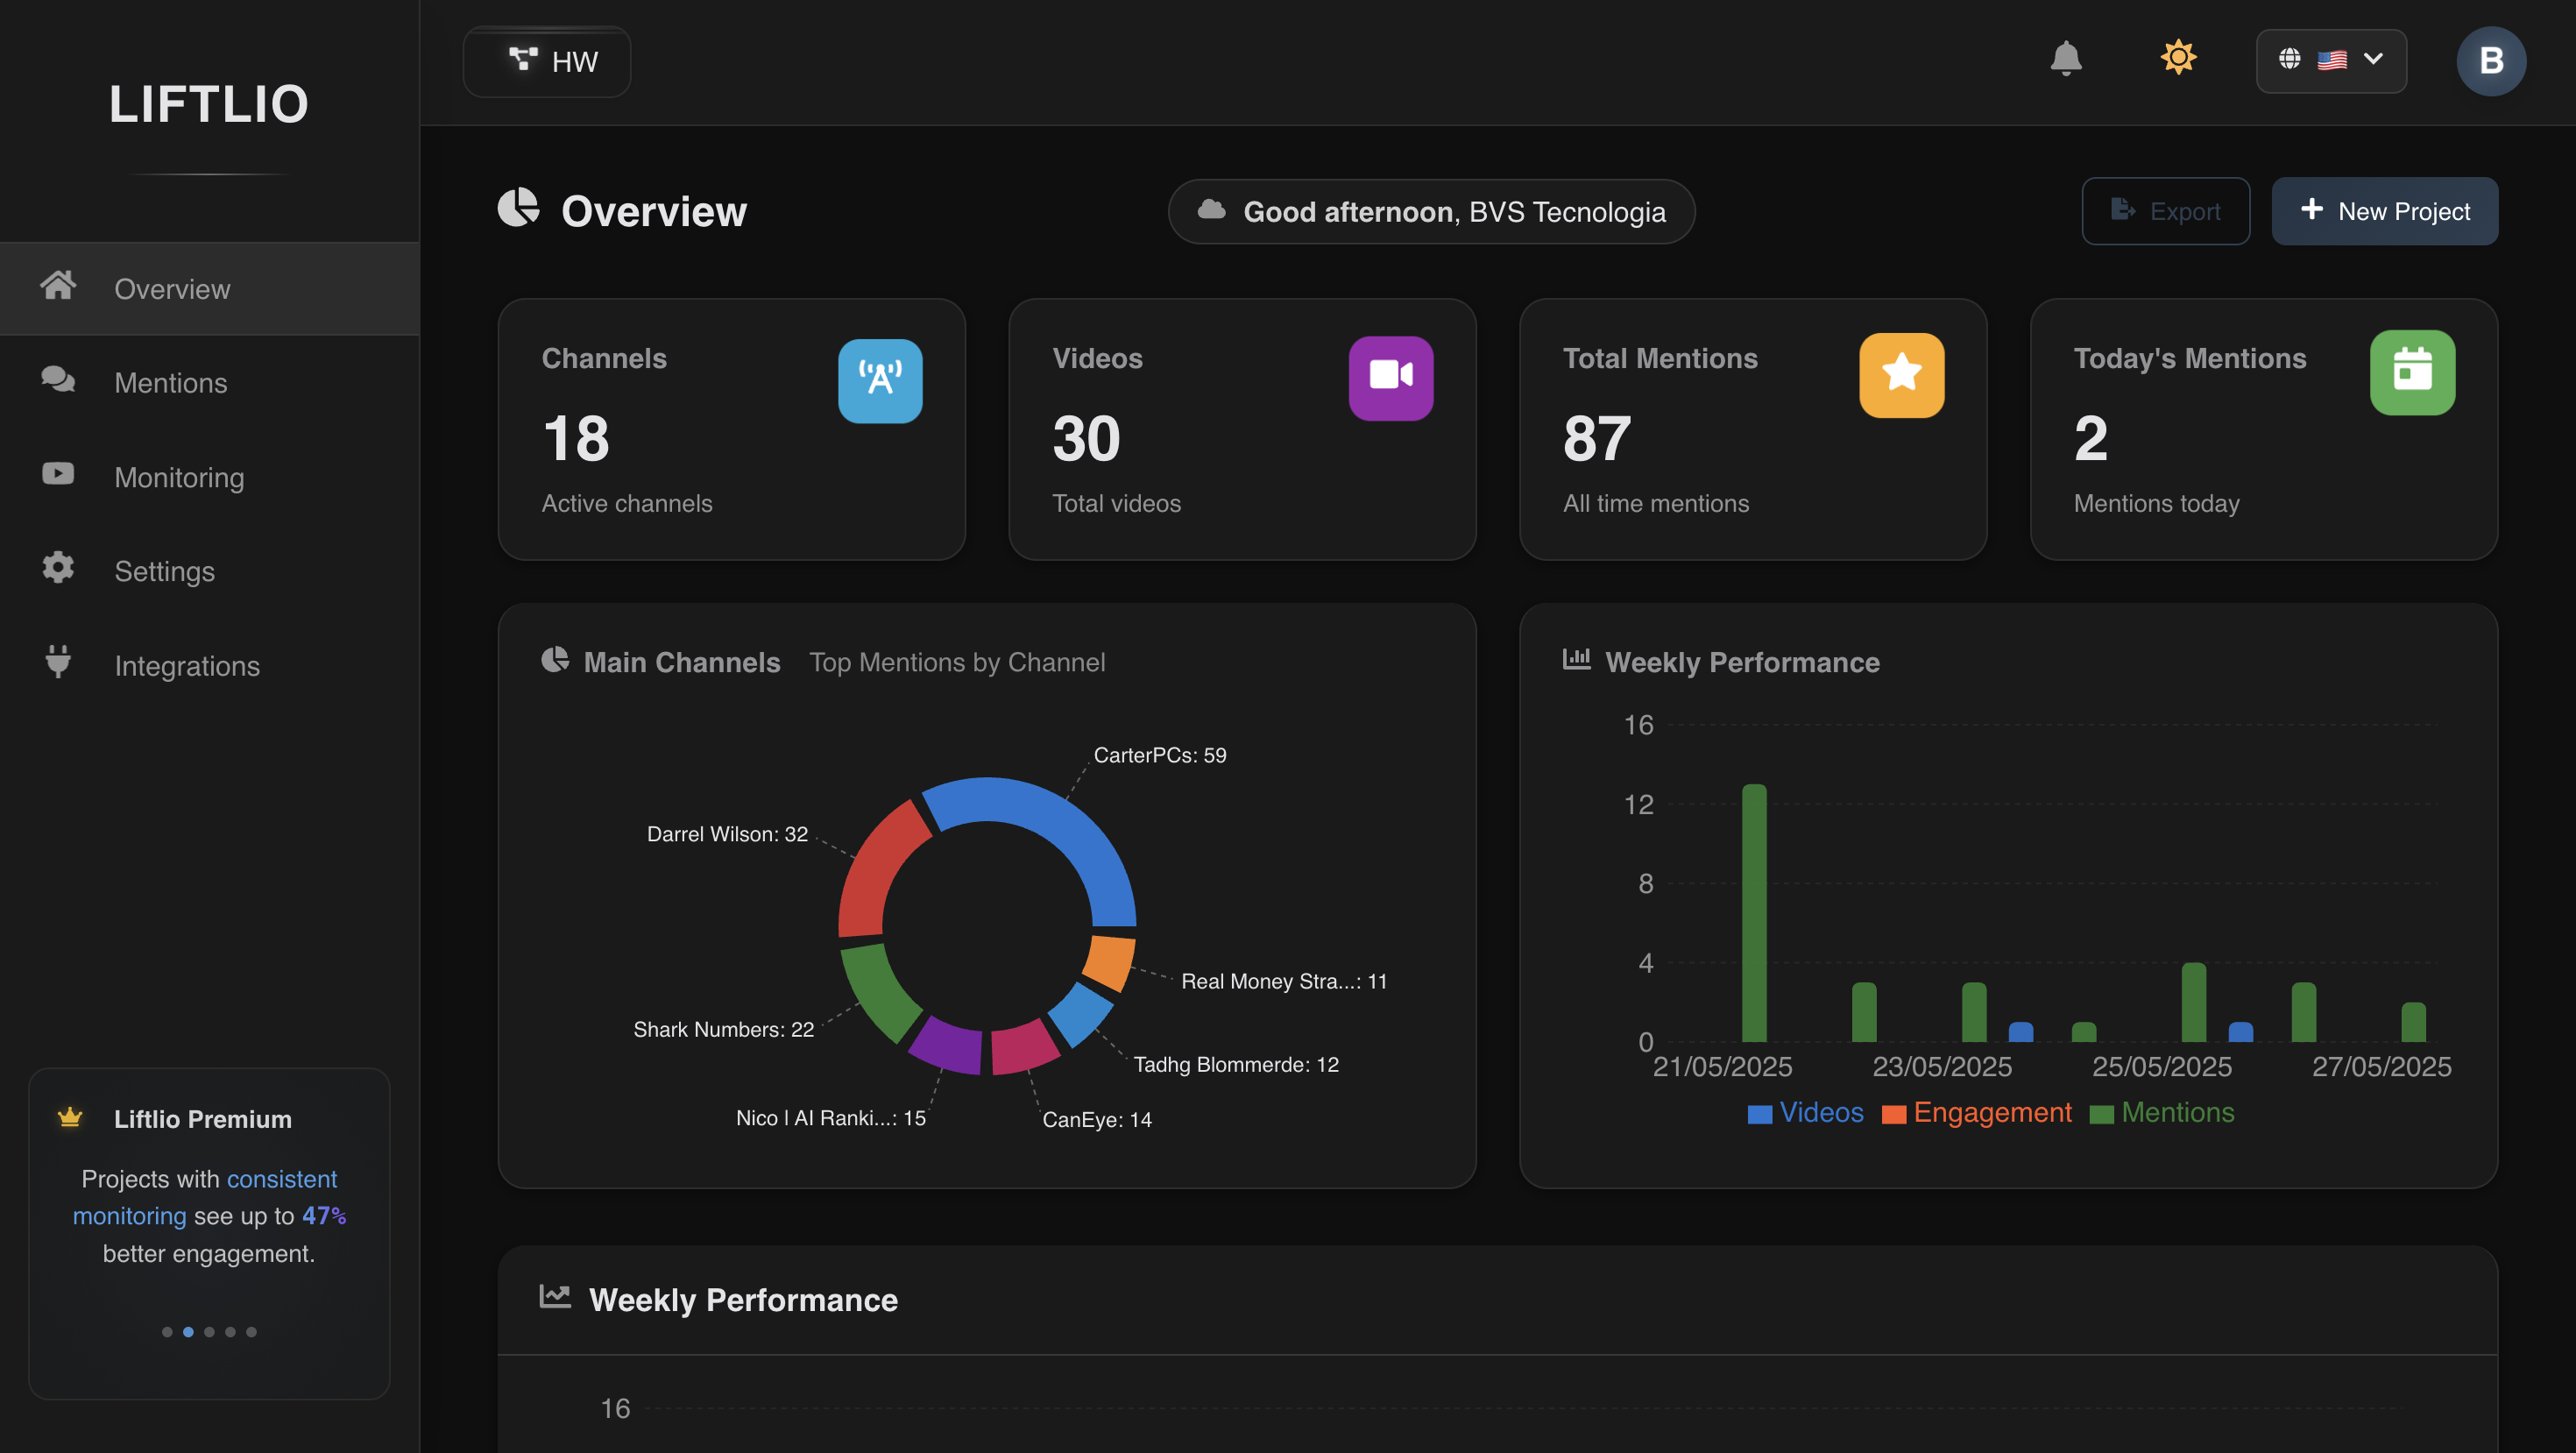 LIFTLIO
HW
B
Overview
Mentions
Monitoring
Settings
Integrations
Liftlio Premium
Projects with consistent
monitoring see up to 47%
better engagement.
Overview
Good afternoon, BVS Tecnologia
Export
New Project
Channels
18
Active channels
Videos
30
Total videos
Total Mentions
87
All time mentions
Today's Mentions
2
Mentions today
Main Channels Top Mentions by Channel
CarterPCs: 59
Darrel Wilson: 32
Real Money Stra...: 11
Shark Numbers: 22
Tadhg Blommerde: 12
Nico | AI Ranki...: 15
CanEye: 14
Weekly Performance
16
12
8
4
0
21/05/2025 23/05/2025 25/05/2025 27/05/2025
Videos Engagement Mentions
Weekly Performance
16